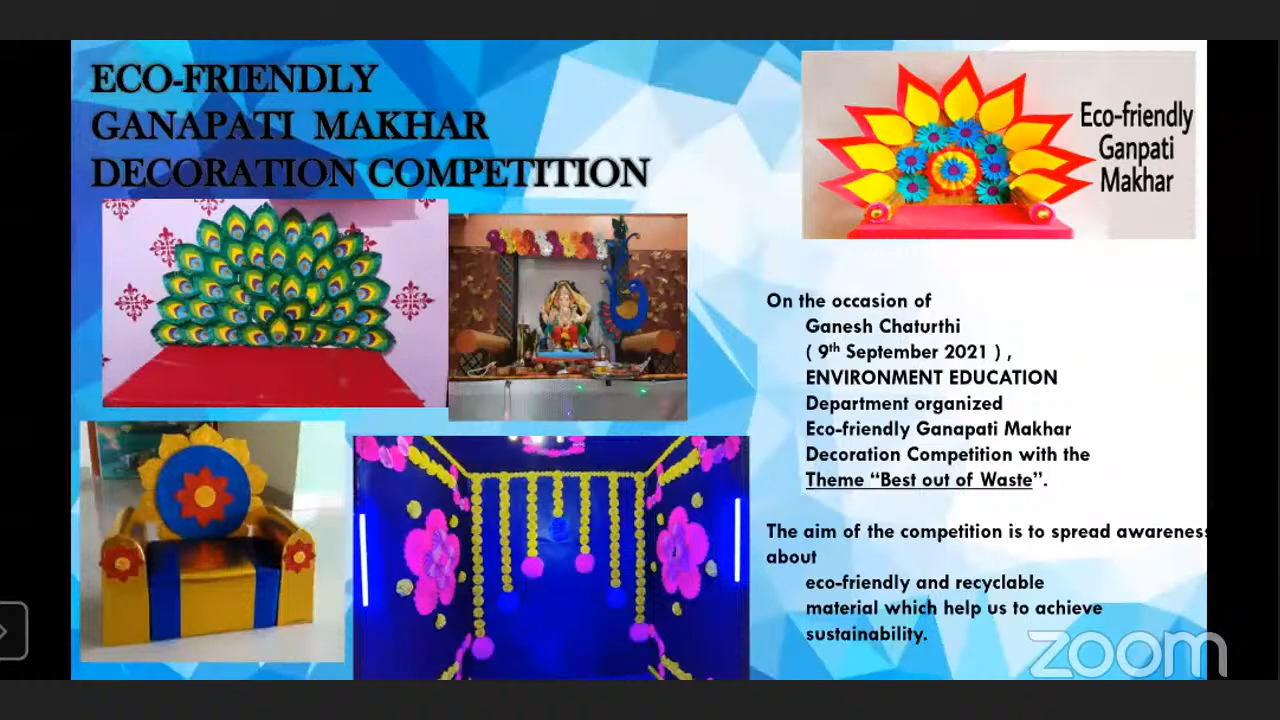 ECO-FRIENDLY
GANAPATI MAKHAR
DECORATION COMPETITION
Eco-friendly
Ganpati
Makhar
On the occasion of
Ganesh Chaturthi
( 9th September 2021 ) ,
ENVIRONMENT EDUCATION
Department organized
Eco-friendly Ganapati Makhar
Decoration Competition with the
Theme “Best out of Waste”.
The aim of the competition is to spread awareness
about
eco-friendly and recyclable
material which help us to achieve
sustainability.
zoom